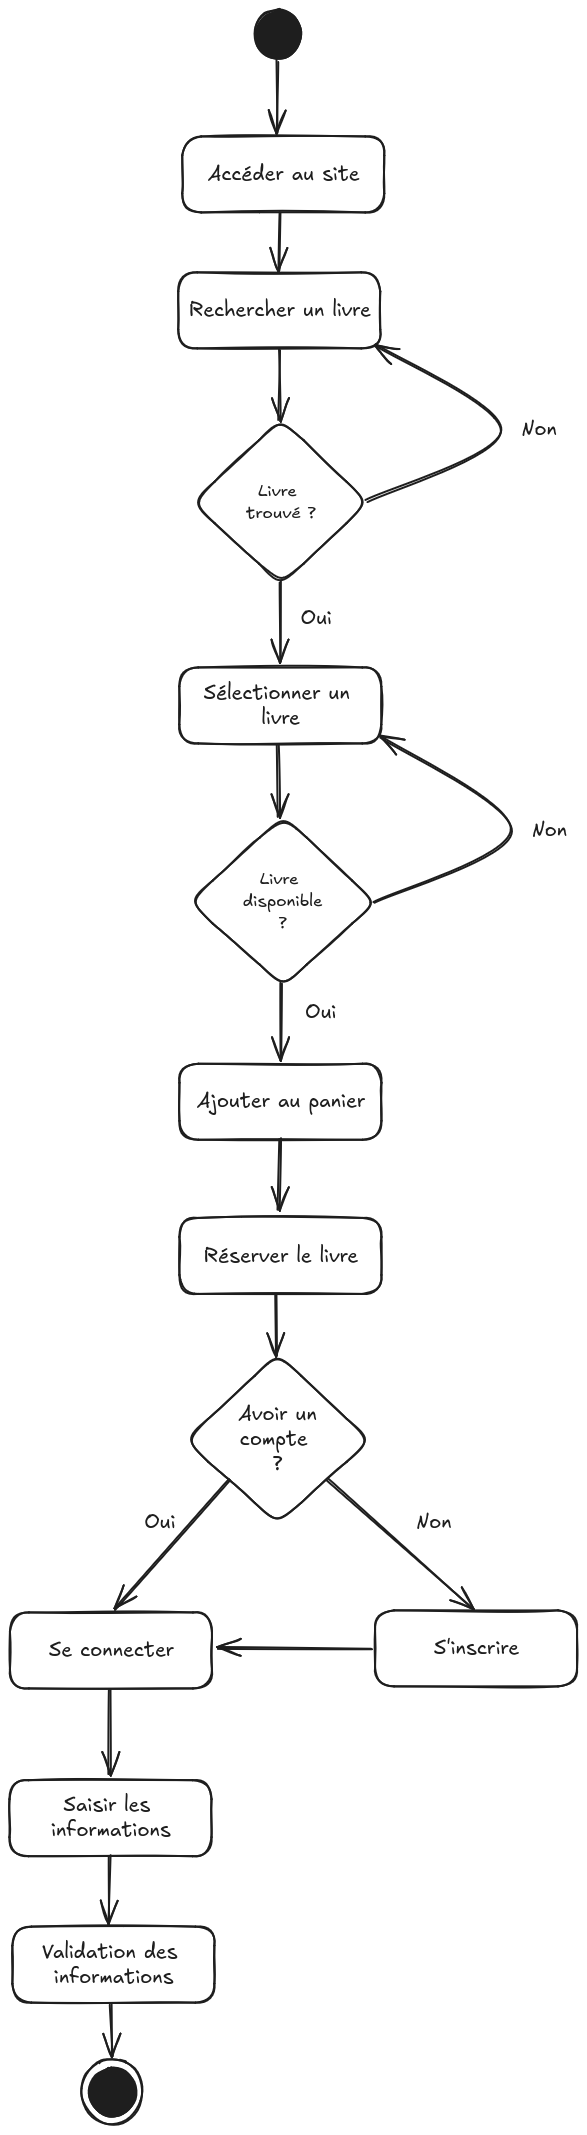 Accéder au site
Rechercher un livre
Non
Livre
trouvé ?
Oui
Sélectionner un
livre
Non
Livre
disponible
?
Oui
Ajouter au panier
Réserver le livre
Avoir un
compte
?
Oui
Non
Se connecter
S'inscrire
Saisir les
informations
Validation des
informations